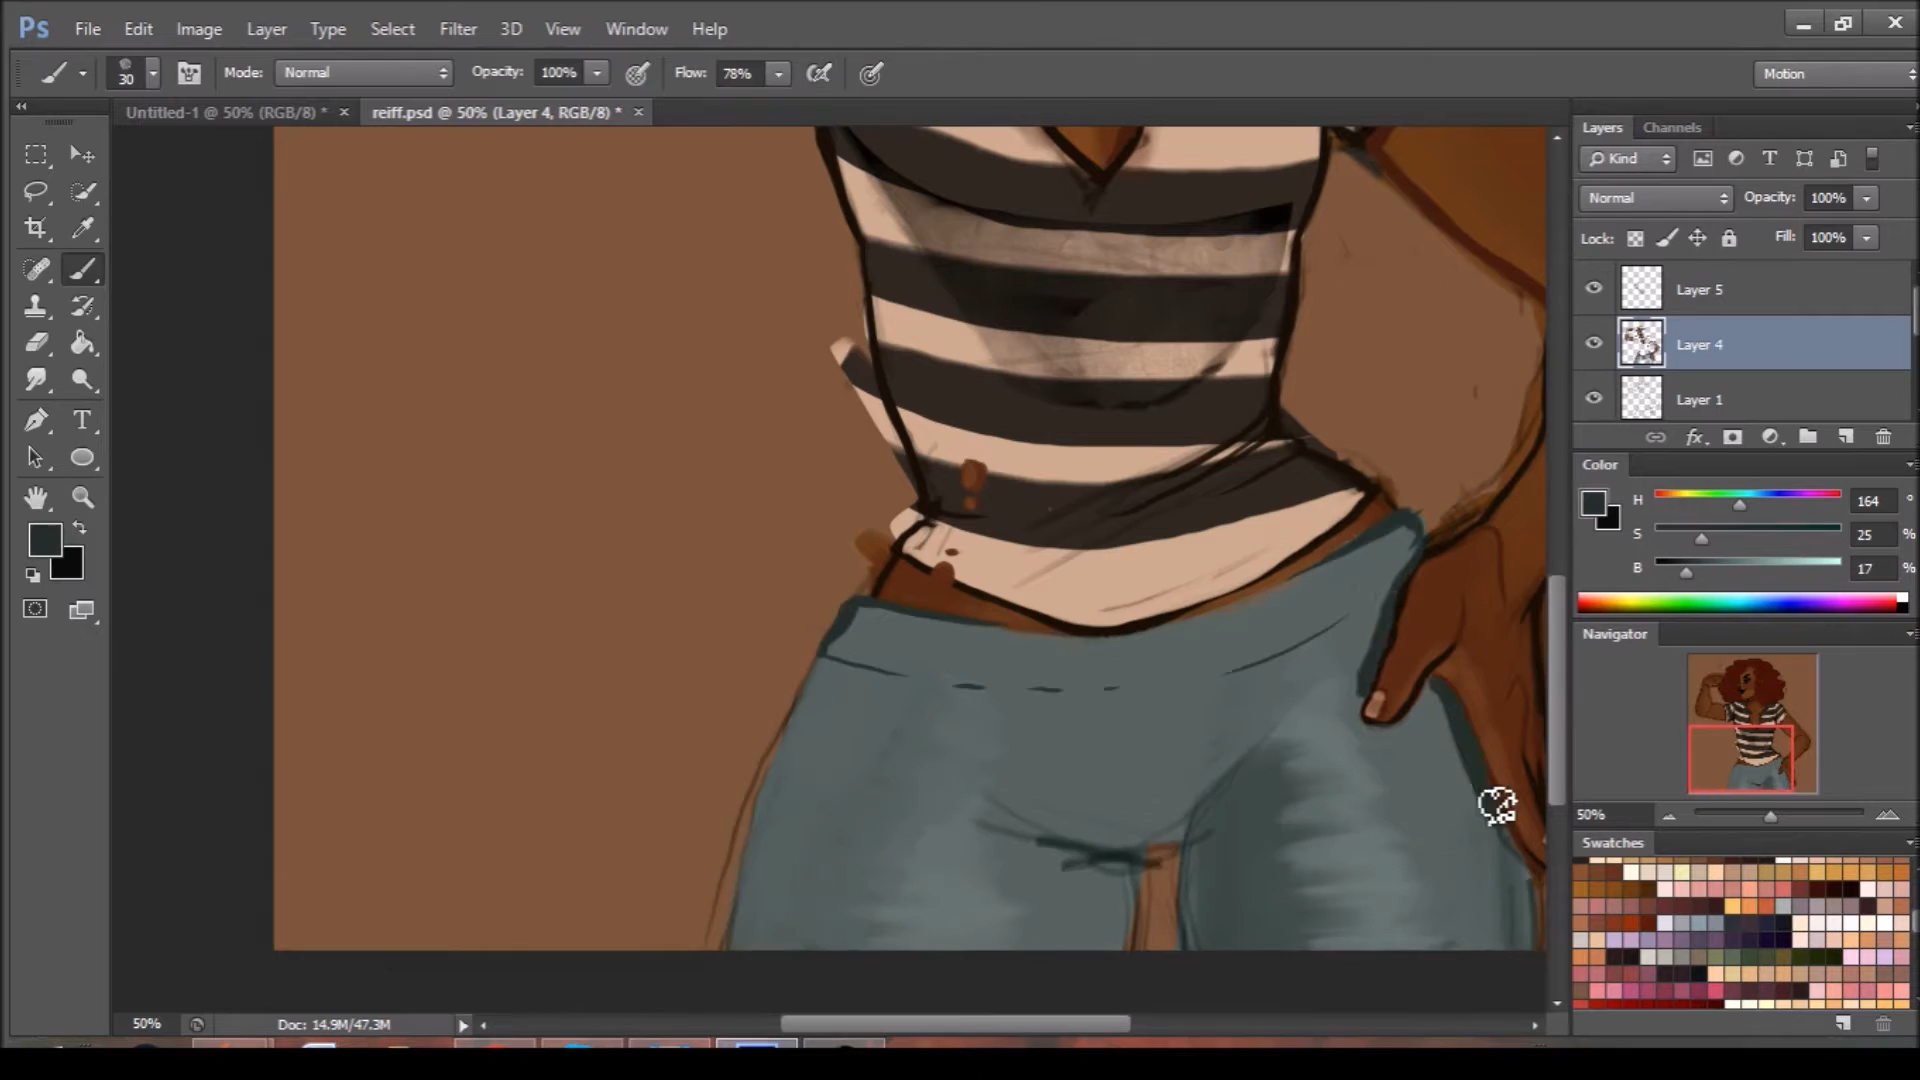 Ps File Edit Image Layer Type Select Filter 3D View Window Help
30 Mode: Normal Opacity: 100% Flow: 78% Motion
Untitled-1 @ 50% (RGB/8) * × reiff.psd @ 50% (Layer 4, RGB/8) * ×
Layers Channels
Kind
Normal Opacity: 100%
Lock: Fill: 100%
Layer 5
Layer 4
Layer 1
fx
Color
H 164 °
S 25 %
B 17 %
Navigator
50%
Swatches
50% Doc: 14.9M/47.3M